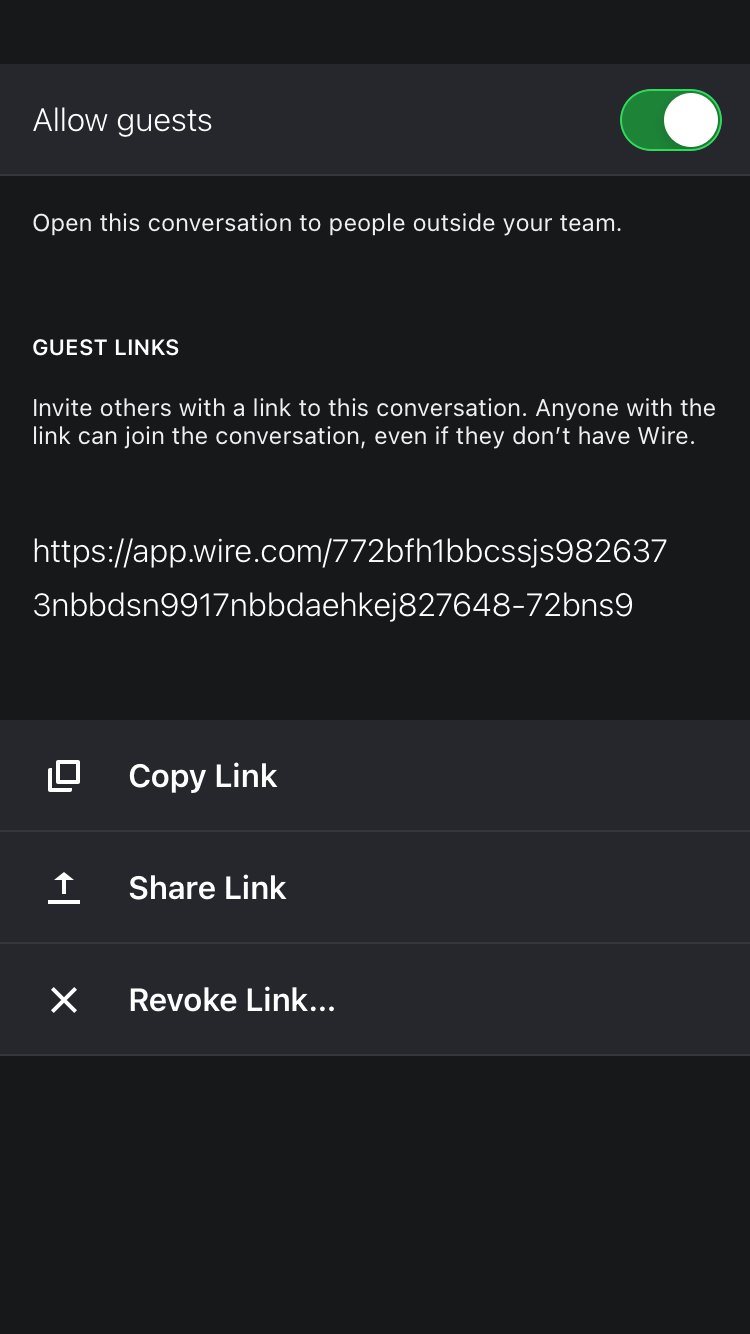 Allow guests
Open this conversation to people outside your team.
GUEST LINKS
Invite others with a link to this conversation. Anyone with the
link can join the conversation, even if they don’t have Wire.
https://app.wire.com/772bfh1bbcssjs982637
3nbbdsn9917nbbdaehkej827648-72bns9
Copy Link
Share Link
Revoke Link...